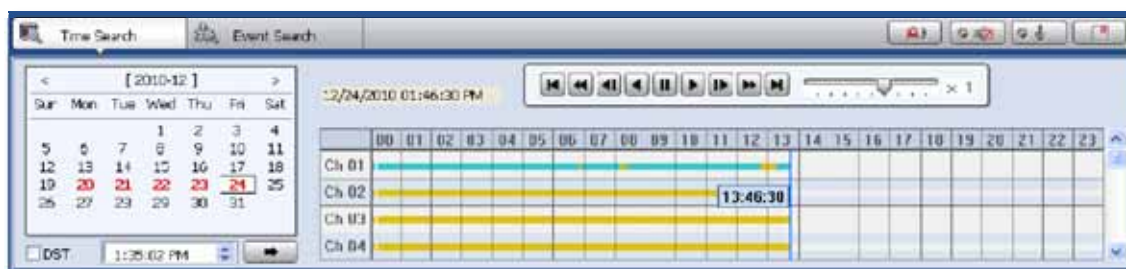 Time Search Event Search
< [ 2010-12 ] >
Sun Mon Tue Wed Thu Fri Sat
1 2 3 4
5 6 7 8 9 10 11
12 13 14 15 16 17 18
19 20 21 22 23 24 25
26 27 28 29 30 31
DST 1:35:02 PM
12/24/2010 01:46:30 PM
× 1
00 01 02 03 04 05 06 07 08 09 10 11 12 13 14 15 16 17 18 19 20 21 22 23
Ch 01
Ch 02
13:46:30
Ch 03
Ch 04